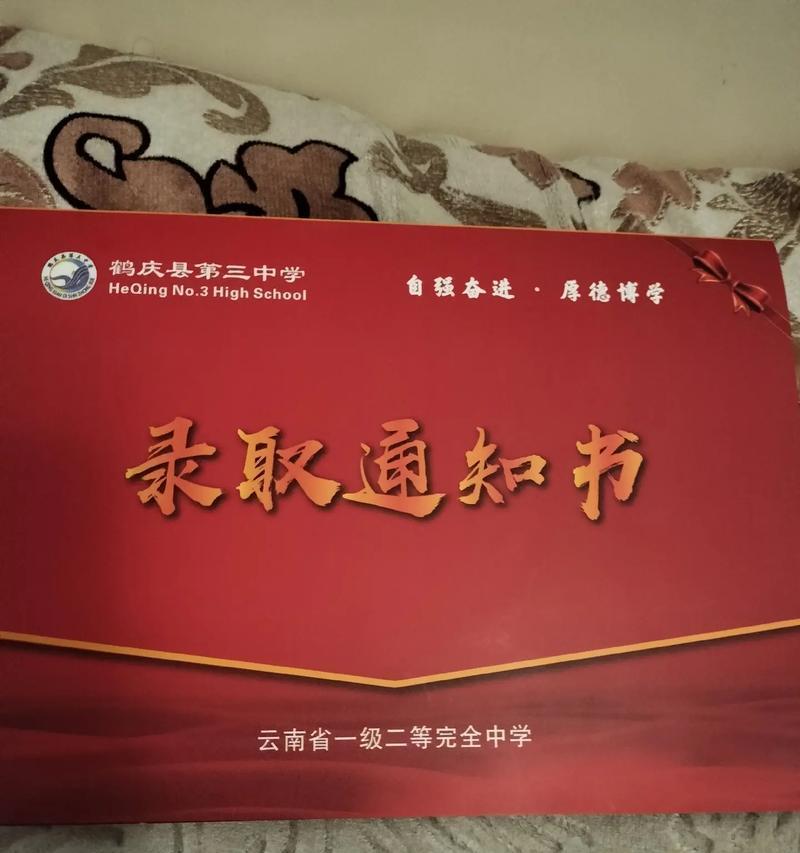 鹤庆县第三中学
HeQing No.3 High School
自强奋进 · 厚德博学
录取通知书
云南省一级二等完全中学